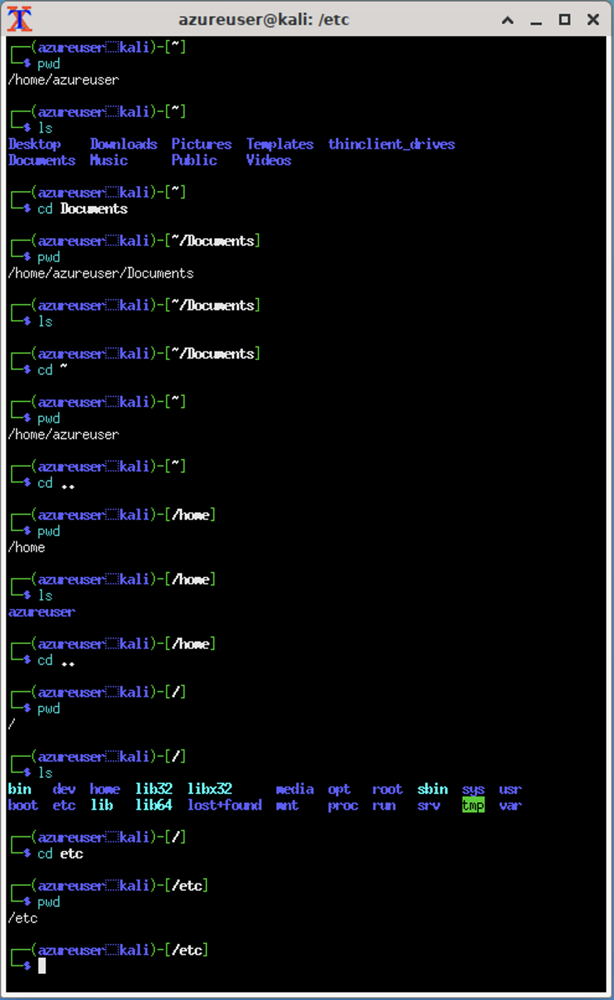 azureuser@kali: /etc
┌──(azureuser㉿kali)-[~]
└─$ pwd
/home/azureuser
┌──(azureuser㉿kali)-[~]
└─$ ls
Desktop Downloads Pictures Templates thinclient_drives
Documents Music Public Videos
┌──(azureuser㉿kali)-[~]
└─$ cd Documents
┌──(azureuser㉿kali)-[~/Documents]
└─$ pwd
/home/azureuser/Documents
┌──(azureuser㉿kali)-[~/Documents]
└─$ ls
┌──(azureuser㉿kali)-[~/Documents]
└─$ cd ~
┌──(azureuser㉿kali)-[~]
└─$ pwd
/home/azureuser
┌──(azureuser㉿kali)-[~]
└─$ cd ..
┌──(azureuser㉿kali)-[/home]
└─$ pwd
/home
┌──(azureuser㉿kali)-[/home]
└─$ ls
azureuser
┌──(azureuser㉿kali)-[/home]
└─$ cd ..
┌──(azureuser㉿kali)-[/]
└─$ pwd
/
┌──(azureuser㉿kali)-[/]
└─$ ls
bin dev home lib32 libx32 media opt root sbin sys usr
boot etc lib lib64 lost+found mnt proc run srv tmp var
┌──(azureuser㉿kali)-[/]
└─$ cd etc
┌──(azureuser㉿kali)-[/etc]
└─$ pwd
/etc
┌──(azureuser㉿kali)-[/etc]
└─$